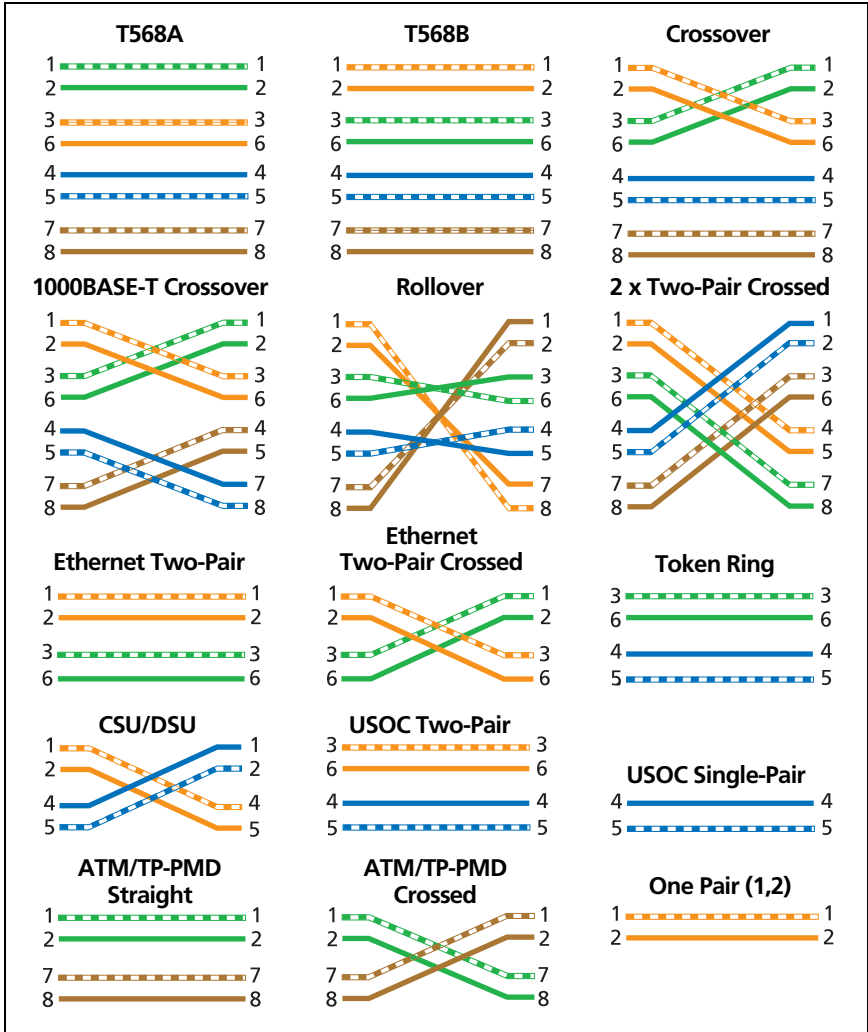 T568A T568B Crossover
1 1 1 1 1 1
2 2 2 2 2 2
3 3 3 3 3 3
6 6 6 6 6 6
4 4 4 4 4 4
5 5 5 5 5 5
7 7 7 7 7 7
8 8 8 8 8 8
1000BASE-T Crossover Rollover 2 x Two-Pair Crossed
1 1 1 1 1 1
2 2 2 2 2 2
3 3 3 3 3 3
6 6 6 6 6 6
4 4 4 4 4 4
5 5 5 5 5 5
7 7 7 7 7 7
8 8 8 8 8 8
Ethernet Two-Pair
1 1
2 2
3 3
6 6
Ethernet
Two-Pair Crossed
1 1
2 2
3 3
6 6
Token Ring
3 3
6 6
4 4
5 5
CSU/DSU
1 1
2 2
4 4
5 5
USOC Two-Pair
3 3
6 6
4 4
5 5
USOC Single-Pair
4 4
5 5
ATM/TP-PMD
Straight
1 1
2 2
7 7
8 8
ATM/TP-PMD
Crossed
1 1
2 2
7 7
8 8
One Pair (1,2)
1 1
2 2